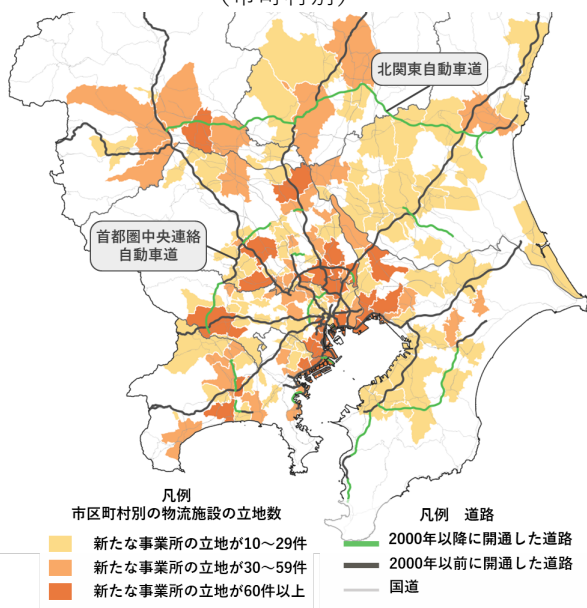 (市町村別)
北関東自動車道
首都圏中央連絡
自動車道
凡例
市区町村別の物流施設の立地数
新たな事業所の立地が10～29件
新たな事業所の立地が30～59件
新たな事業所の立地が60件以上
凡例　道路
2000年以降に開通した道路
2000年以前に開通した道路
国道